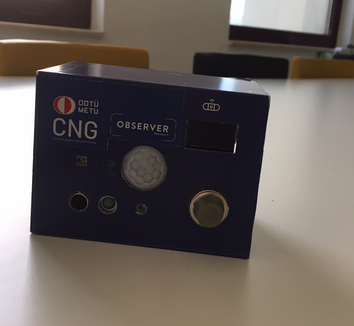 ODTÜ
METU
CNG
OBSERVER